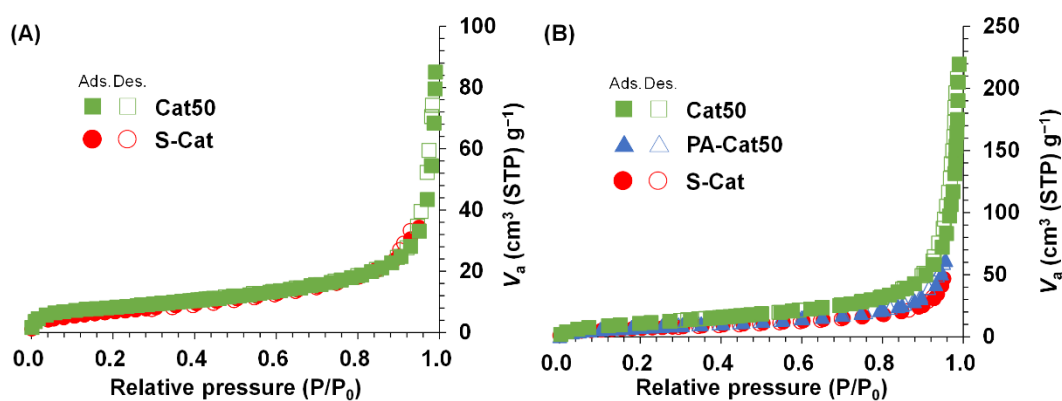 (A)
Ads. Des.
Cat50
S-Cat
100
80
60
40
20
0
Vₐ (cm³ (STP) g⁻¹)
0.0 0.2 0.4 0.6 0.8 1.0
Relative pressure (P/P₀)
(B)
Ads. Des.
Cat50
PA-Cat50
S-Cat
250
200
150
100
50
0
Vₐ (cm³ (STP) g⁻¹)
0.0 0.2 0.4 0.6 0.8 1.0
Relative pressure (P/P₀)